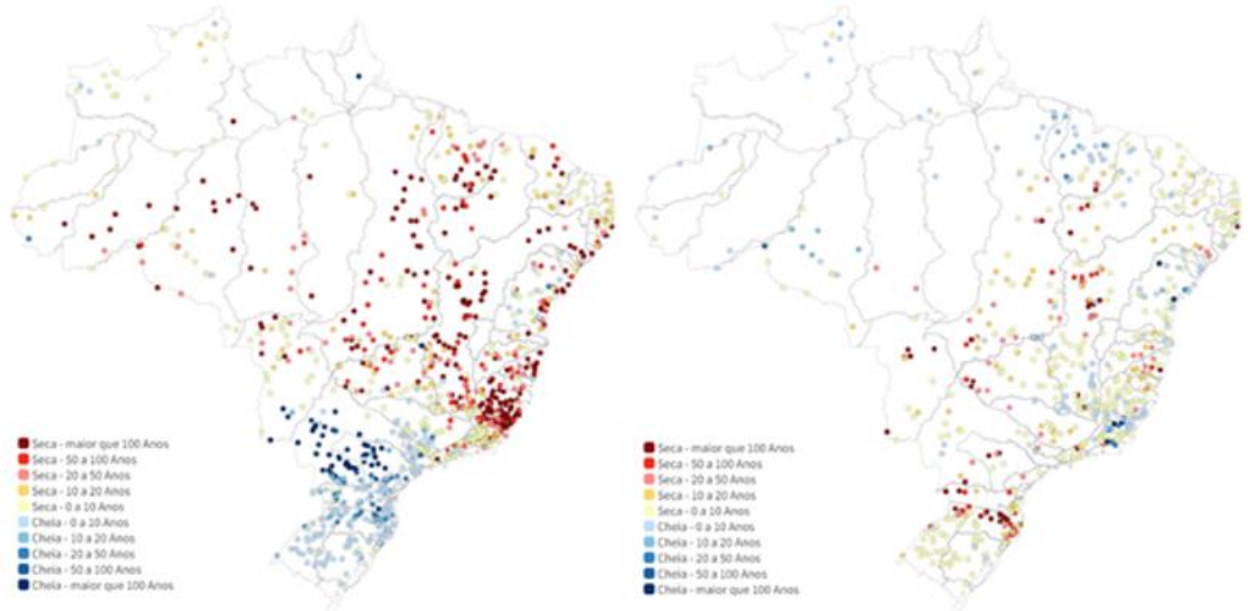 Seca - maior que 100 Anos
Seca - 50 a 100 Anos
Seca - 20 a 50 Anos
Seca - 10 a 20 Anos
Seca - 0 a 10 Anos
Cheia - 0 a 10 Anos
Cheia - 10 a 20 Anos
Cheia - 20 a 50 Anos
Cheia - 50 a 100 Anos
Cheia - maior que 100 Anos
Seca - maior que 100 Anos
Seca - 50 a 100 Anos
Seca - 20 a 50 Anos
Seca - 10 a 20 Anos
Seca - 0 a 10 Anos
Cheia - 0 a 10 Anos
Cheia - 10 a 20 Anos
Cheia - 20 a 50 Anos
Cheia - 50 a 100 Anos
Cheia - maior que 100 Anos